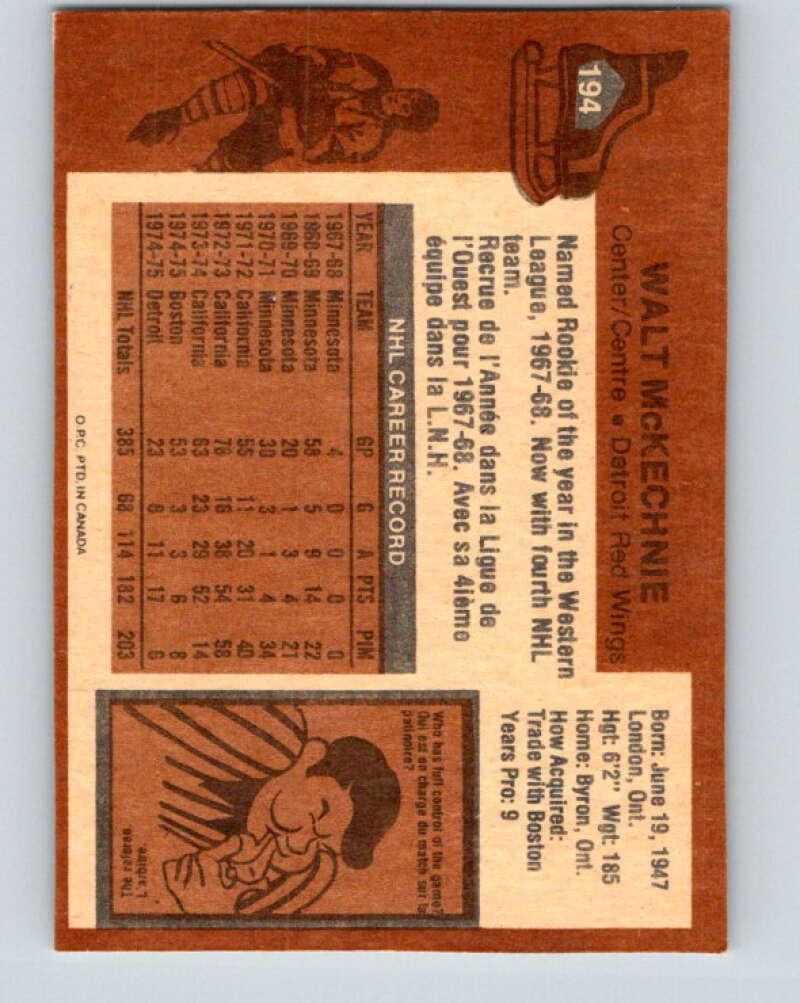 194
WALT McKECHNIE
Center/Centre • Detroit Red Wings
Named Rookie of the year in the Western
League, 1967-68. Now with fourth NHL
team.
Recrue de l'Année dans la Ligue de
l'Ouest pour 1967-68. Avec sa 4ième
équipe dans la L.N.H.
NHL CAREER RECORD
YEAR TEAM GP G A PTS PIM
1967-68 Minnesota 4 0 0 0 0
1968-69 Minnesota 58 5 9 14 22
1969-70 Minnesota 20 1 3 4 21
1970-71 Minnesota 30 3 1 4 34
1971-72 California 56 11 20 31 40
1972-73 California 78 16 38 54 58
1973-74 California 63 23 29 52 14
1974-75 Boston 53 3 3 6 8
1974-75 Detroit 23 6 11 17 6
NHL Totals 385 68 114 182 203
O.P.C. PTD. IN CANADA
Born: June 19, 1947
London, Ont.
Hgt: 6'2" Wgt: 185
Home: Byron, Ont.
How Acquired:
Trade with Boston
Years Pro: 9
Who has full control of the game?
Qui est en charge du match sur la
patinoire?
The referee.
L'arbitre.